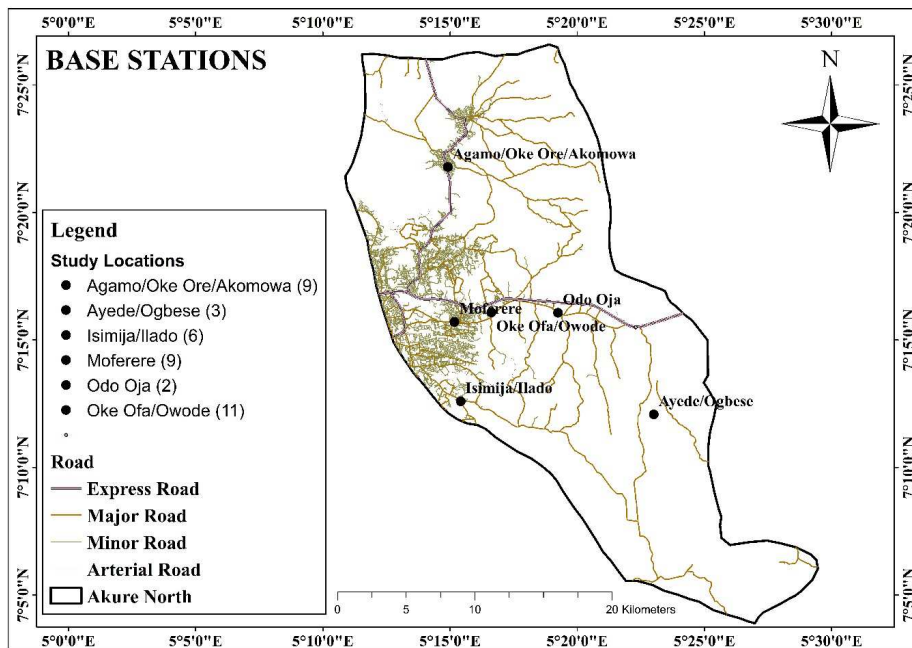 5°0'0"E 5°5'0"E 5°10'0"E 5°15'0"E 5°20'0"E 5°25'0"E 5°30'0"E
BASE STATIONS
N
7°25'0"N 7°25'0"N
Agamo/Oke Ore/Akomowa
7°20'0"N 7°20'0"N
Legend
Study Locations
Agamo/Oke Ore/Akomowa (9)
Ayede/Ogbese (3)
Isimija/Ilado (6)
Moferere (9)
Odo Oja (2)
Oke Ofa/Owode (11)
Road
Express Road
Major Road
Minor Road
Arterial Road
Akure North
Odo Oja
Moferere
Oke Ofa/Owode
7°15'0"N 7°15'0"N
Isimija/Ilado
Ayede/Ogbese
7°10'0"N 7°10'0"N
7°5'0"N 7°5'0"N
0 5 10 20 Kilometers
5°0'0"E 5°5'0"E 5°10'0"E 5°15'0"E 5°20'0"E 5°25'0"E 5°30'0"E